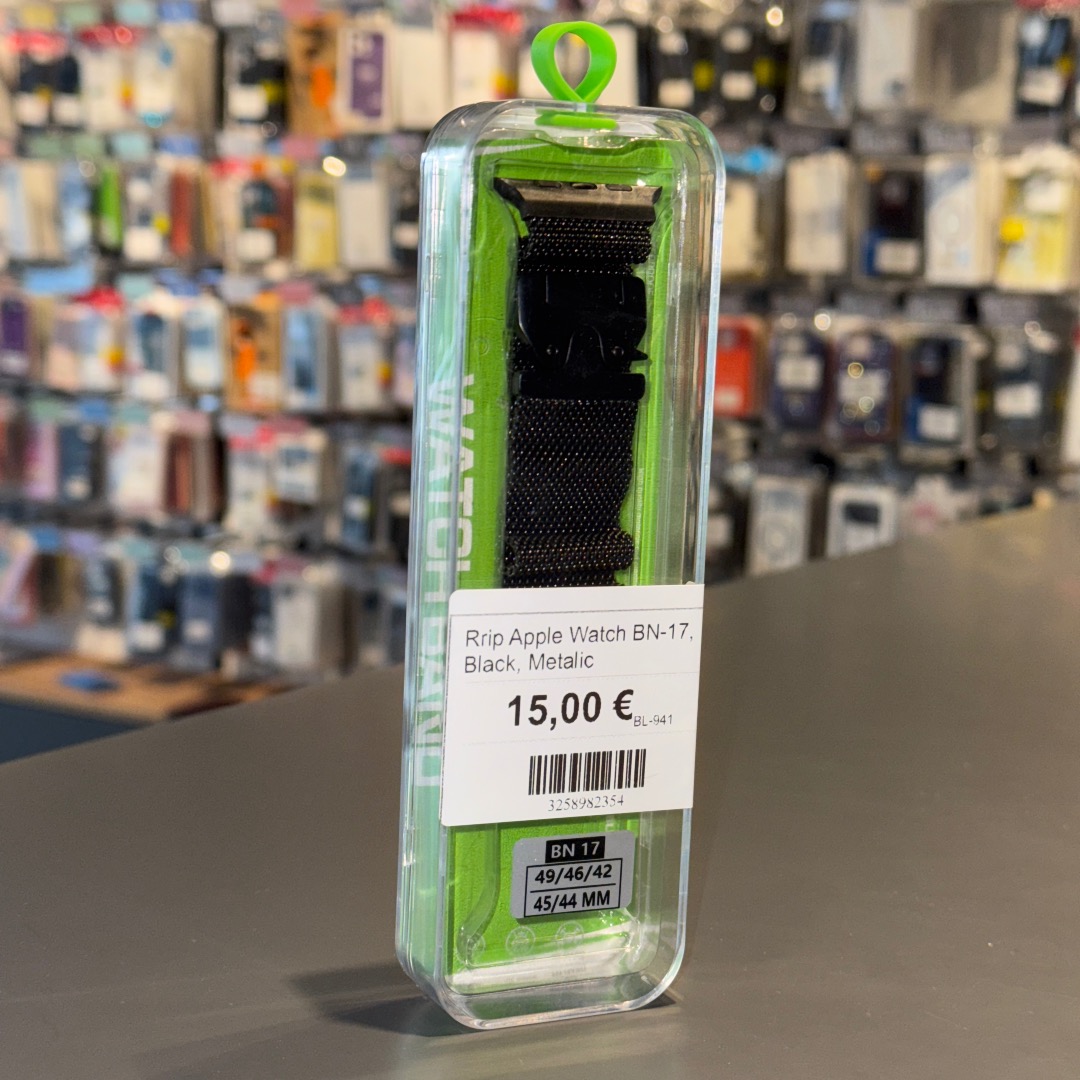 WATCH BAND
Rrip Apple Watch BN-17,
Black, Metalic
15,00 €
BL-941
3258982354
BN 17
49/46/42
45/44 MM